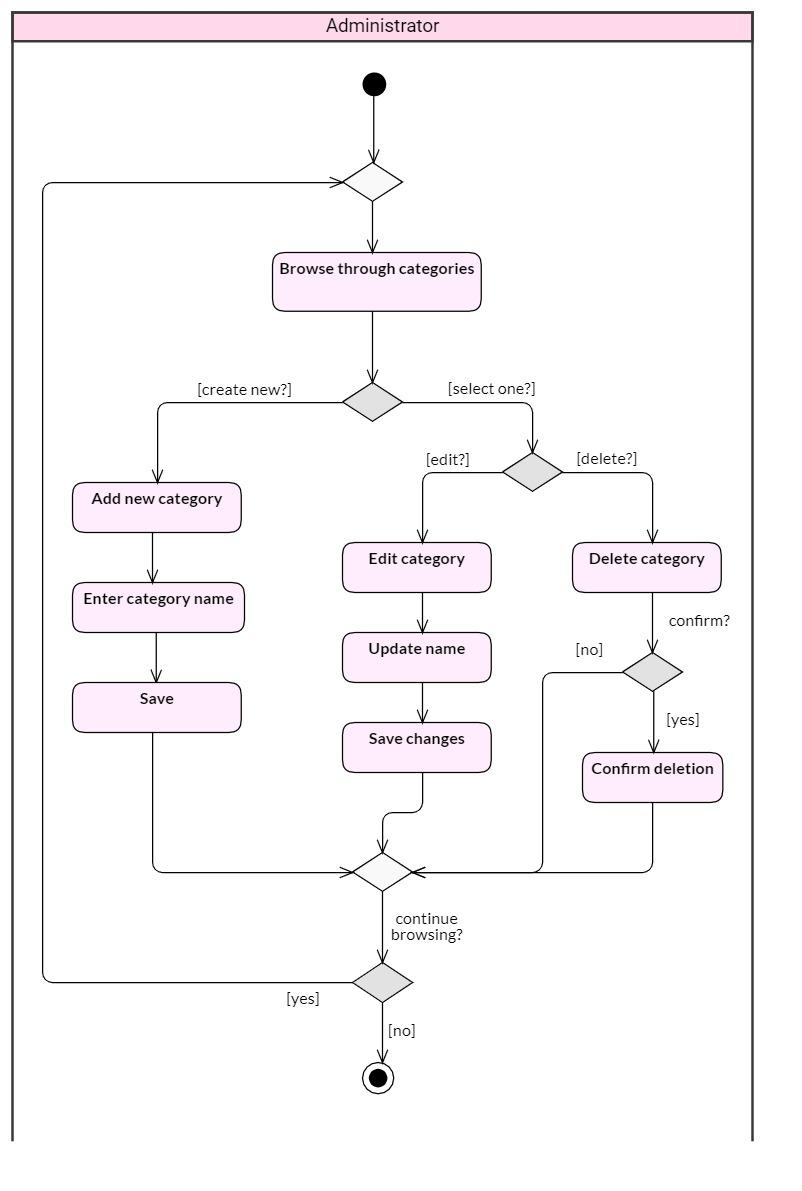 Administrator
Browse through categories
[create new?]
[select one?]
[edit?]
[delete?]
Add new category
Edit category
Delete category
Enter category name
confirm?
Update name
[no]
Save
[yes]
Save changes
Confirm deletion
continue
browsing?
[yes]
[no]